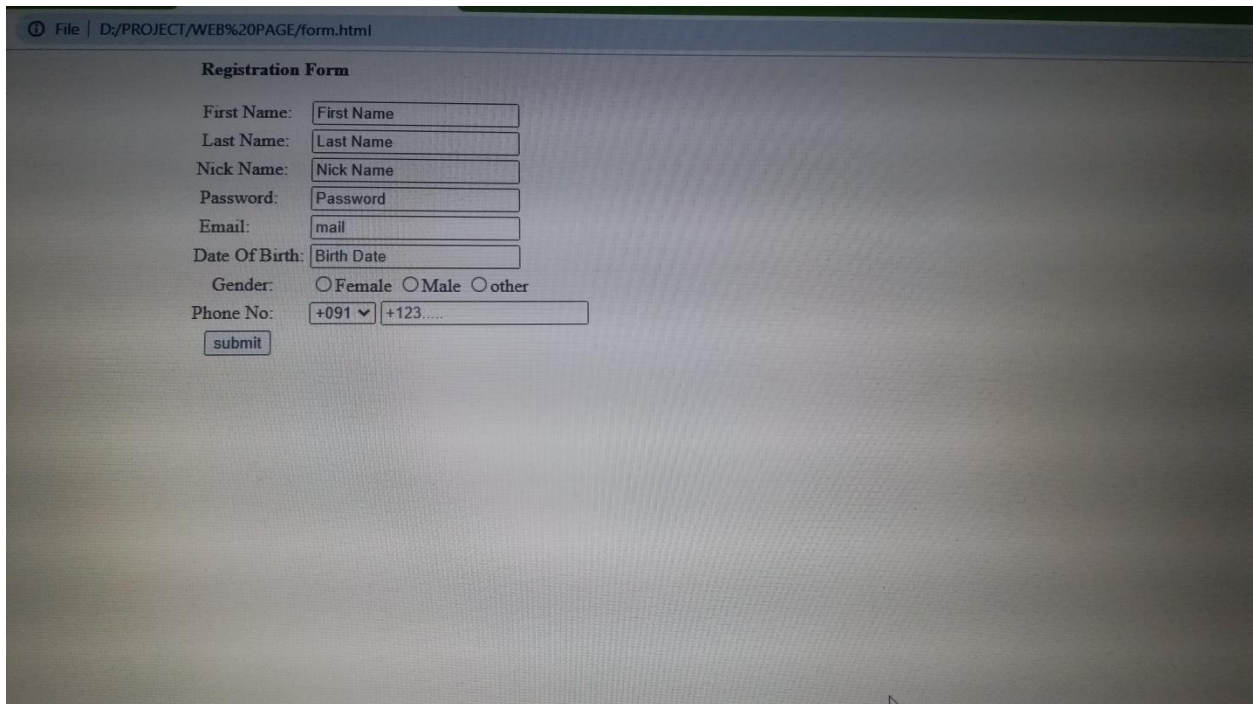 File | D:/PROJECT/WEB%20PAGE/form.html
Registration Form
First Name: First Name
Last Name: Last Name
Nick Name: Nick Name
Password: Password
Email: mail
Date Of Birth: Birth Date
Gender: Female Male other
Phone No: +091 +123.....
submit